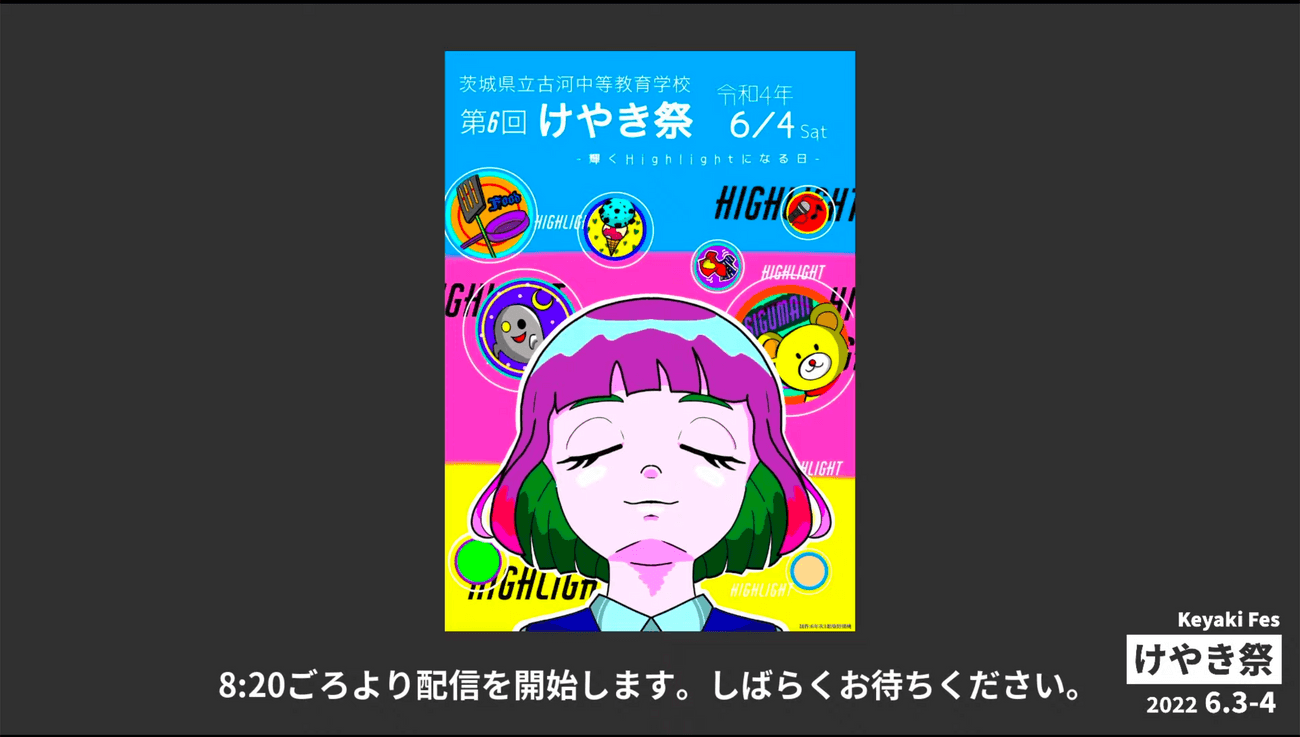 茨城県立古河中等教育学校
令和4年
第6回 けやき祭
6/4 Sat
-輝くHighlightになる日-
FOOD
HIGHLIGHT
HIGHLIGHT
HIGHLIGHT
SIGUMAN
HIGHLIGHT
HIGHLIGHT
8:20ごろより配信を開始します。しばらくお待ちください。
Keyaki Fes
けやき祭
2022 6.3-4